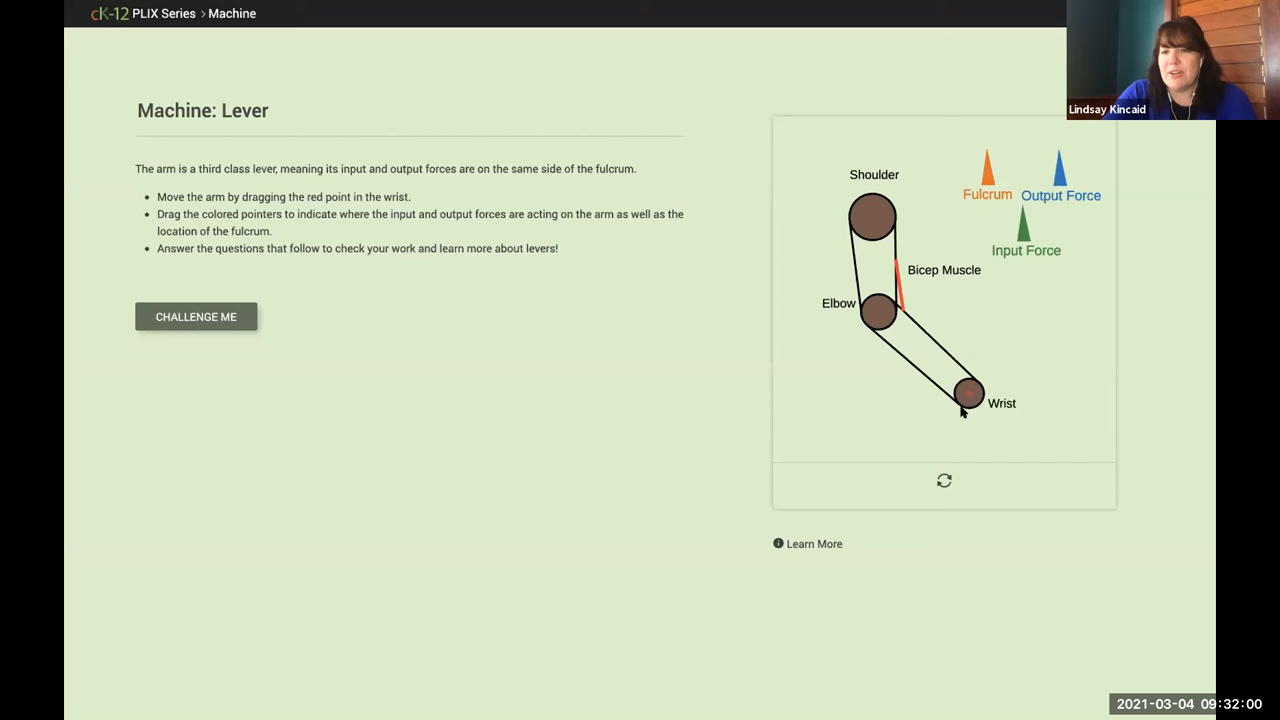 cK-12 PLIX Series > Machine
Lindsay Kincaid
Machine: Lever
The arm is a third class lever, meaning its input and output forces are on the same side of the fulcrum.
• Move the arm by dragging the red point in the wrist.
• Drag the colored pointers to indicate where the input and output forces are acting on the arm as well as the
location of the fulcrum.
• Answer the questions that follow to check your work and learn more about levers!
CHALLENGE ME
Shoulder
Fulcrum
Output Force
Input Force
Bicep Muscle
Elbow
Wrist
Learn More
2021-03-04 09:32:00